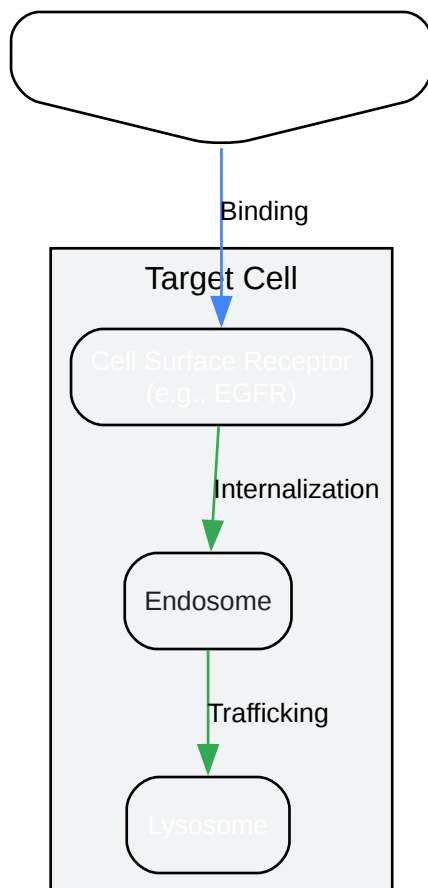 Binding
Target Cell
Cell Surface Receptor
(e.g., EGFR)
Internalization
Endosome
Trafficking
Lysosome